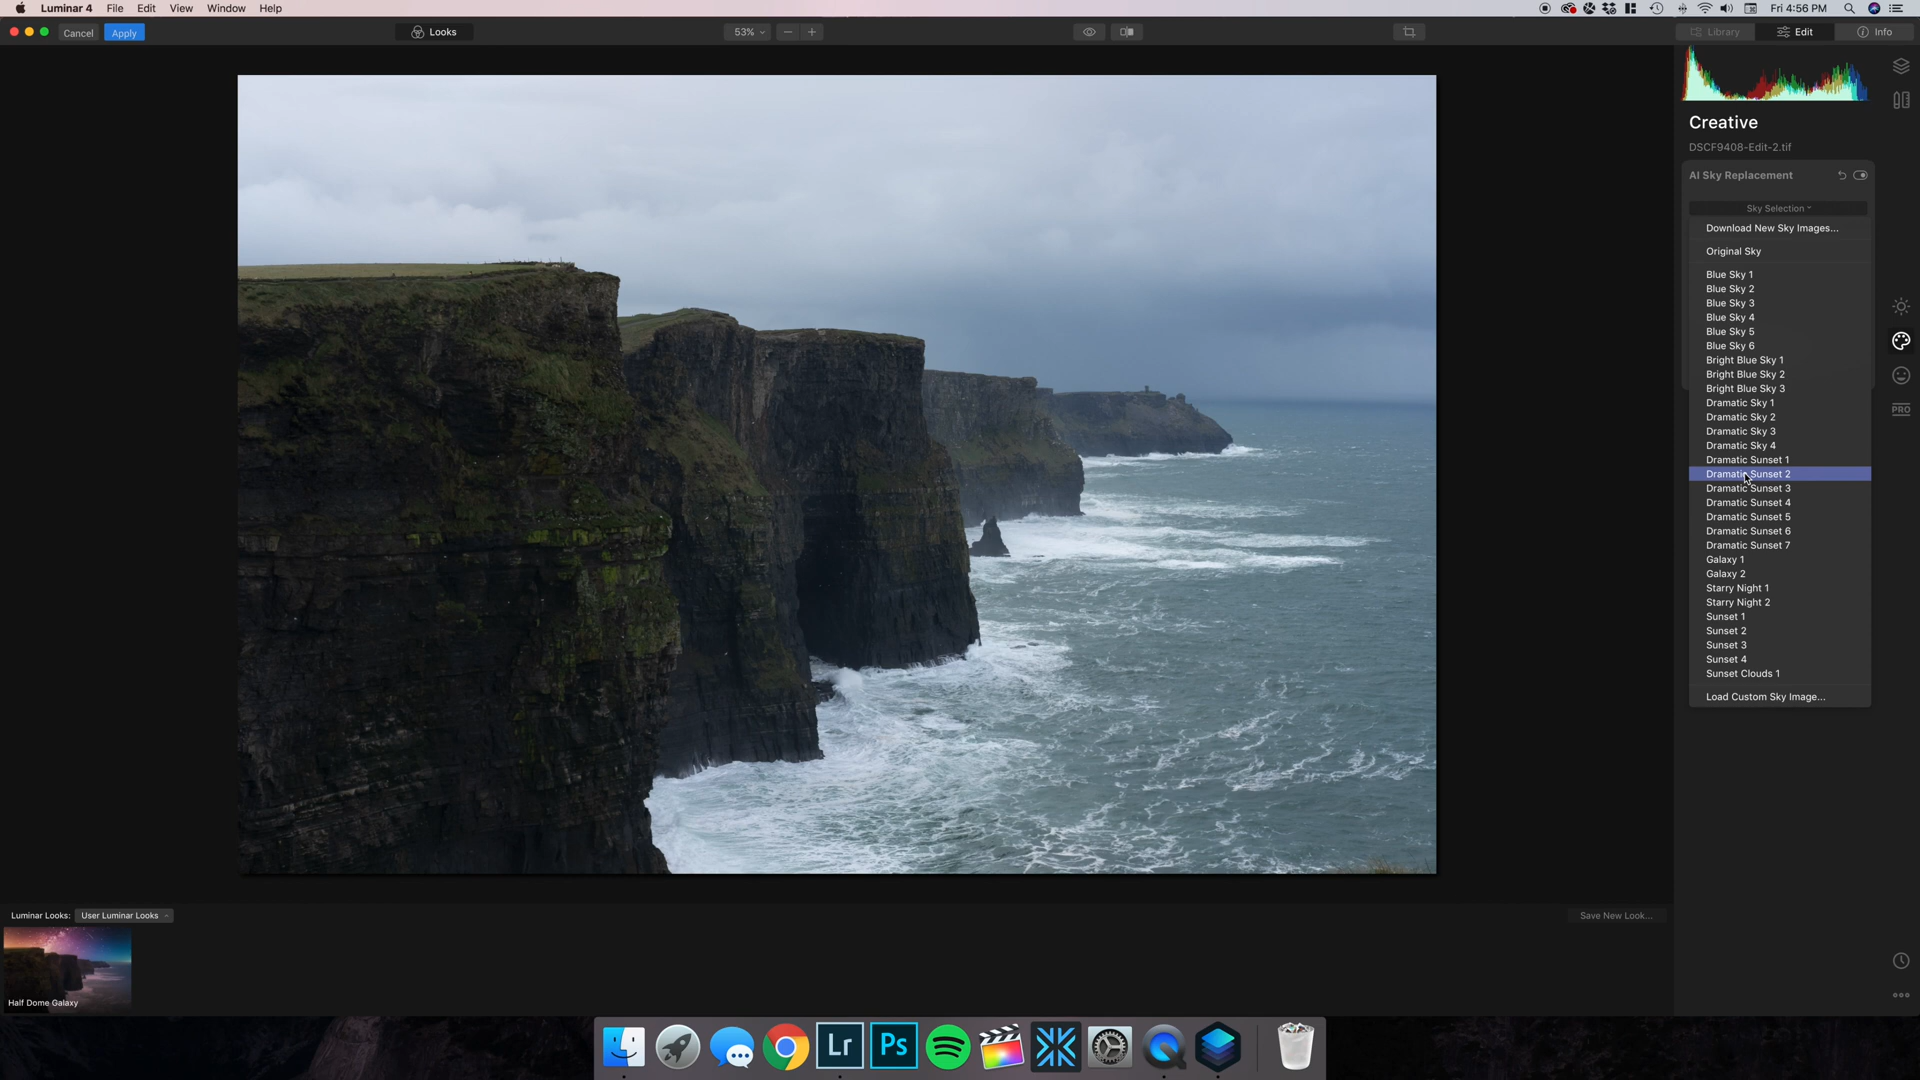 Luminar 4 File Edit View Window Help Fri 4:56 PM
Cancel Apply Looks 53% Library Edit Info
Creative
DSCF9408-Edit-2.tif
AI Sky Replacement
Sky Selection
Download New Sky Images...
Original Sky
Blue Sky 1
Blue Sky 2
Blue Sky 3
Blue Sky 4
Blue Sky 5
Blue Sky 6
Bright Blue Sky 1
Bright Blue Sky 2
Bright Blue Sky 3
PRO
Dramatic Sky 1
Dramatic Sky 2
Dramatic Sky 3
Dramatic Sky 4
Dramatic Sunset 1
Dramatic Sunset 2
Dramatic Sunset 3
Dramatic Sunset 4
Dramatic Sunset 5
Dramatic Sunset 6
Dramatic Sunset 7
Galaxy 1
Galaxy 2
Starry Night 1
Starry Night 2
Sunset 1
Sunset 2
Sunset 3
Sunset 4
Sunset Clouds 1
Load Custom Sky Image...
Luminar Looks: User Luminar Looks Save New Look...
Half Dome Galaxy
Lr Ps